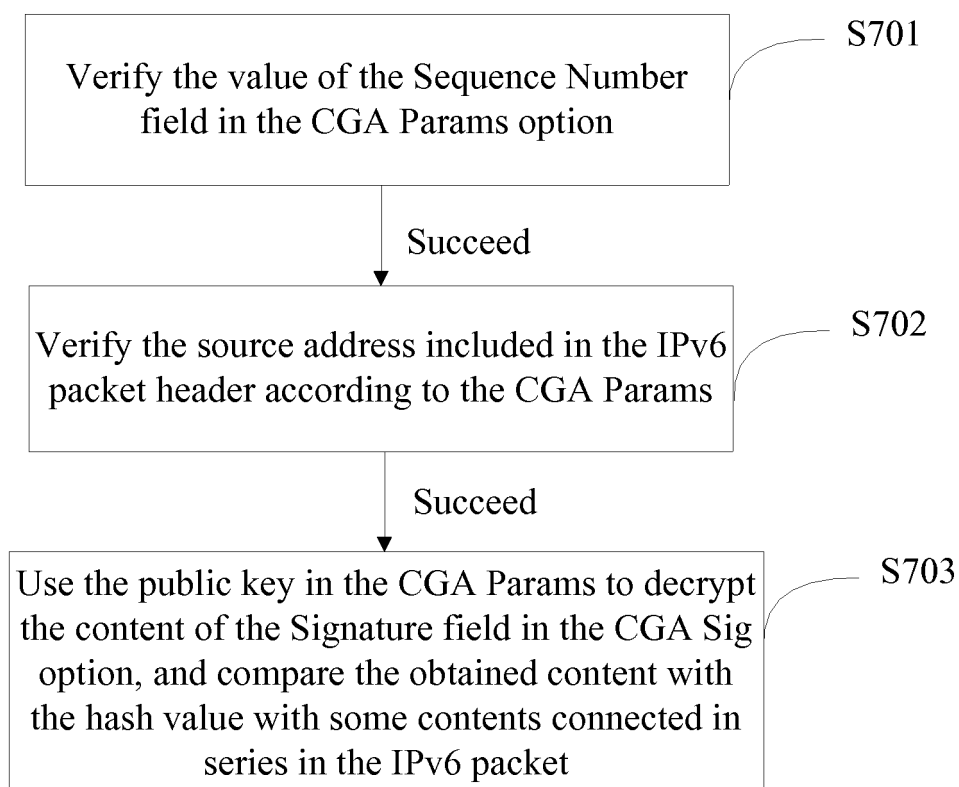 S701
Verify the value of the Sequence Number
field in the CGA Params option
Succeed
S702
Verify the source address included in the IPv6
packet header according to the CGA Params
Succeed
S703
Use the public key in the CGA Params to decrypt
the content of the Signature field in the CGA Sig
option, and compare the obtained content with
the hash value with some contents connected in
series in the IPv6 packet